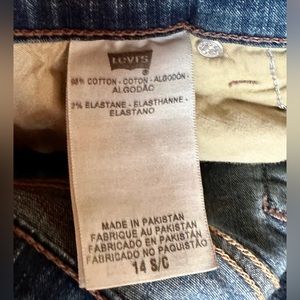 LEVI'S
®
98% COTTON - COTON - ALGODÓN -
ALGODÃO
2% ELASTANE - ELASTHANNE -
ELASTANO
MADE IN PAKISTAN
FABRIQUE AU PAKISTAN
FABRICADO EN PAKISTAN
FABRICADO NO PAQUISTÃO
14 S/C